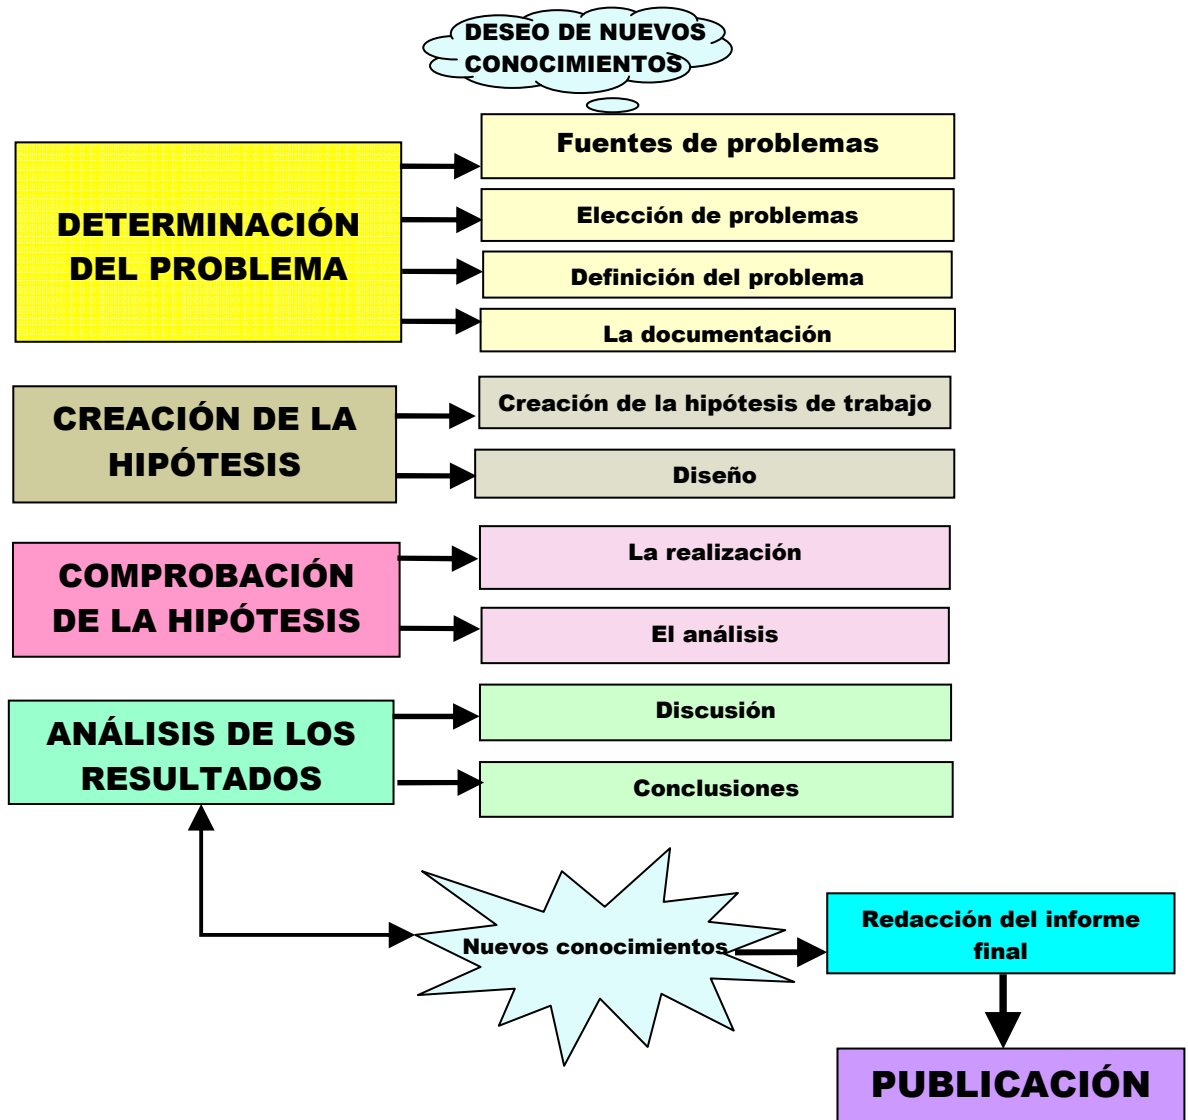 DESEO DE NUEVOS
CONOCIMIENTOS
DETERMINACIÓN
DEL PROBLEMA
Fuentes de problemas
Elección de problemas
Definición del problema
La documentación
CREACIÓN DE LA
HIPÓTESIS
Creación de la hipótesis de trabajo
Diseño
COMPROBACIÓN
DE LA HIPÓTESIS
La realización
El análisis
ANÁLISIS DE LOS
RESULTADOS
Discusión
Conclusiones
Nuevos conocimientos
Redacción del informe
final
PUBLICACIÓN